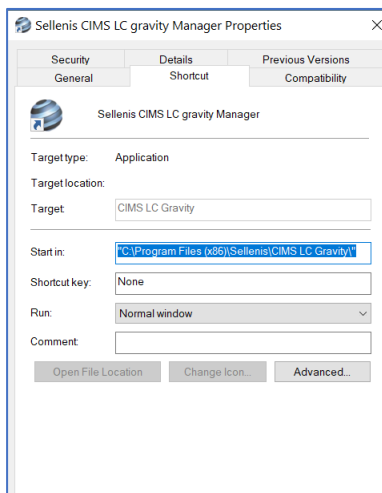 Sellenis CIMS LC gravity Manager Properties
Security Details Previous Versions
General Shortcut Compatibility
Sellenis CIMS LC gravity Manager
Target type: Application
Target location:
Target: CIMS LC Gravity
Start in: "C:\Program Files (x86)\Sellenis\CIMS LC Gravity\"
Shortcut key: None
Run: Normal window
Comment:
Open File Location Change Icon... Advanced...